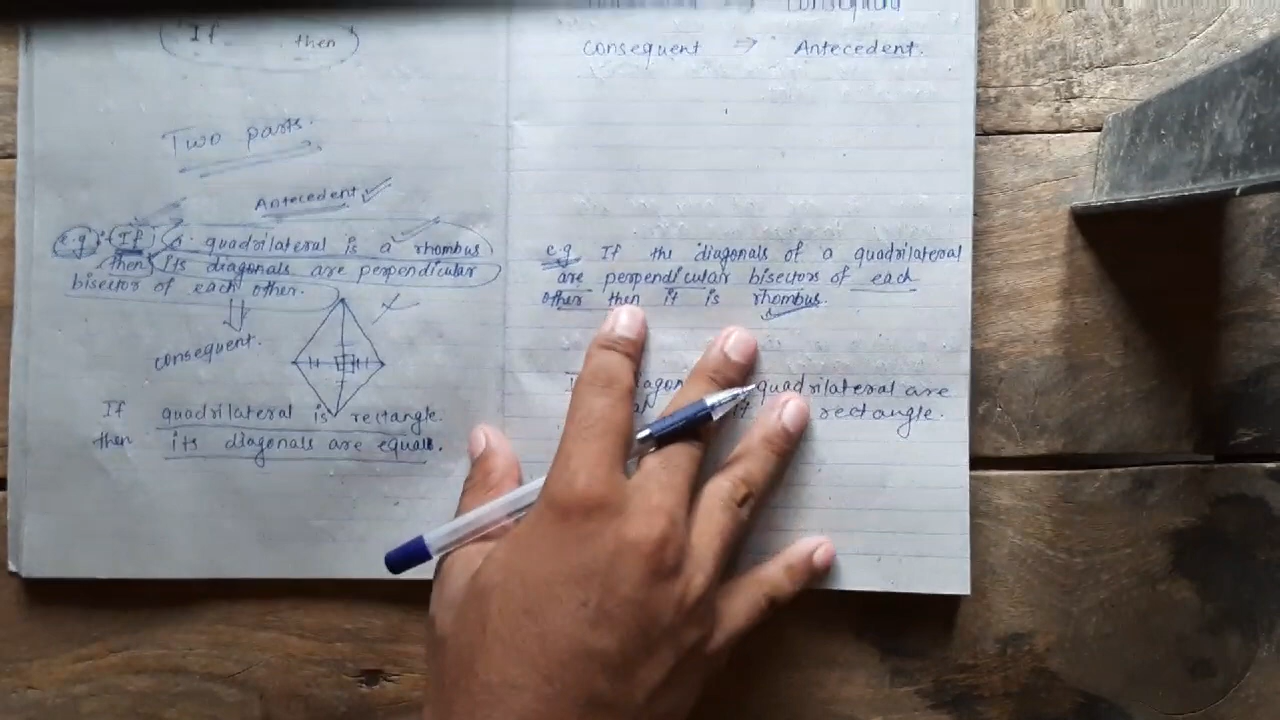 If then
Two parts.
Antecedent
e.g : If a quadrilateral is a rhombus
then its diagonals are perpendicular
bisector of each other.
consequent.
If quadrilateral is rectangle.
then its diagonals are equal.
consequent ⇒ Antecedent.
e.g If the diagonals of a quadrilateral
are perpendicular bisectors of each
other then it is rhombus.
quadrilateral are
it rectangle.